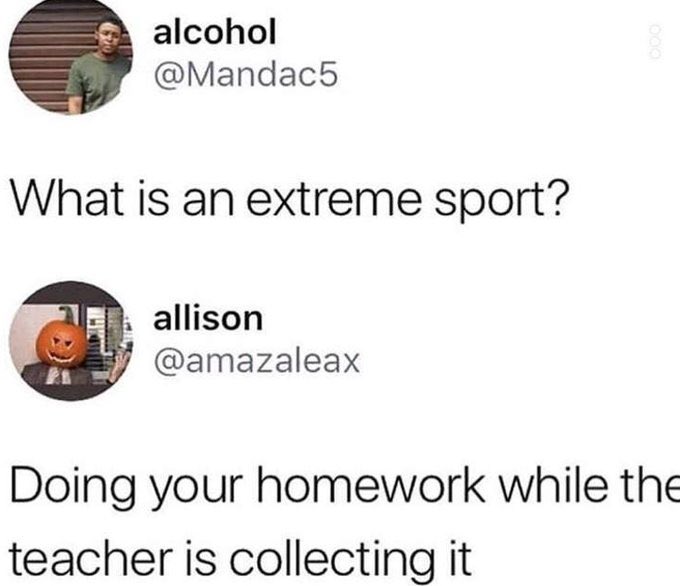 alcohol
@Mandac5
What is an extreme sport?
allison
@amazaleax
Doing your homework while the
teacher is collecting it